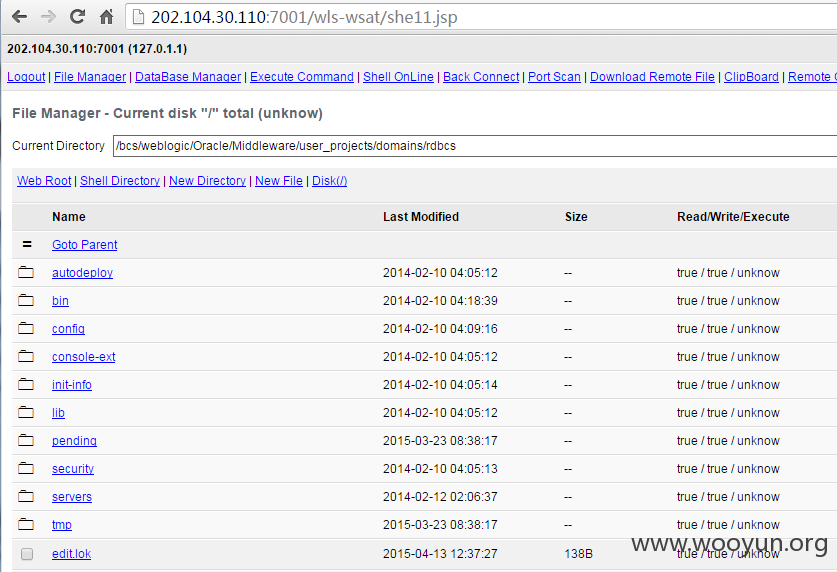 202.104.30.110:7001/wls-wsat/she11.jsp
202.104.30.110:7001 (127.0.1.1)
Logout | File Manager | DataBase Manager | Execute Command | Shell OnLine | Back Connect | Port Scan | Download Remote File | ClipBoard | Remote
File Manager - Current disk "/" total (unknow)
Current Directory /bcs/weblogic/Oracle/Middleware/user_projects/domains/rdbcs
Web Root | Shell Directory | New Directory | New File | Disk(/)
Name Last Modified Size Read/Write/Execute
= Goto Parent
autodeploy 2014-02-10 04:05:12 -- true / true / unknow
bin 2014-02-10 04:18:39 -- true / true / unknow
config 2014-02-10 04:09:16 -- true / true / unknow
console-ext 2014-02-10 04:05:12 -- true / true / unknow
init-info 2014-02-10 04:05:14 -- true / true / unknow
lib 2014-02-10 04:05:12 -- true / true / unknow
pending 2015-03-23 08:38:17 -- true / true / unknow
security 2014-02-10 04:05:13 -- true / true / unknow
servers 2014-02-12 02:06:37 -- true / true / unknow
tmp 2015-03-23 08:38:17 -- true / true / unknow
edit.lok 2015-04-13 12:37:27 138B true / true / unknow
www.wooyun.org